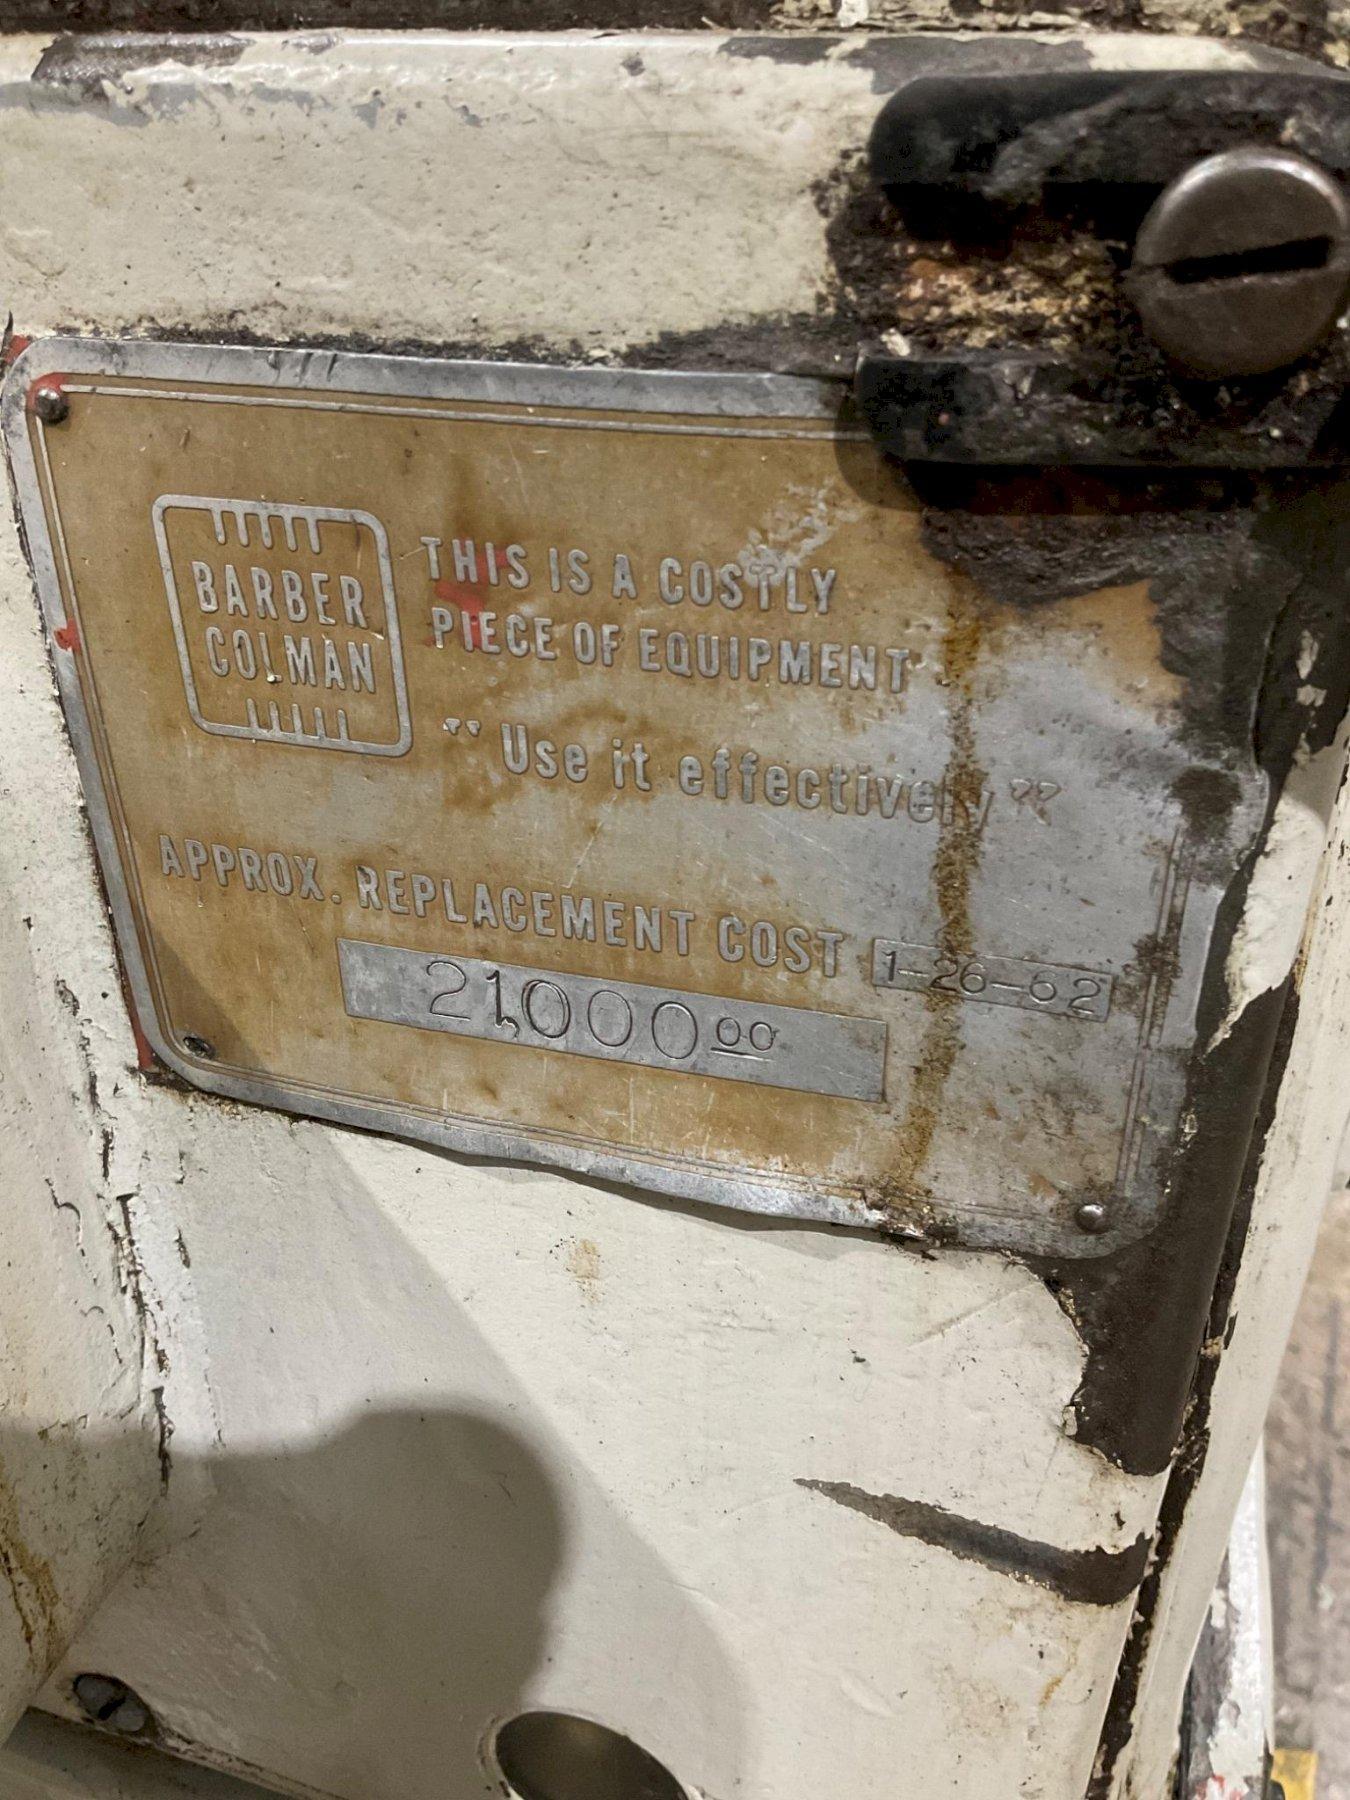 BARBER
COLMAN
THIS IS A COSTLY
PIECE OF EQUIPMENT
"Use it effectively"
APPROX. REPLACEMENT COST 1-26-62
21,000 00